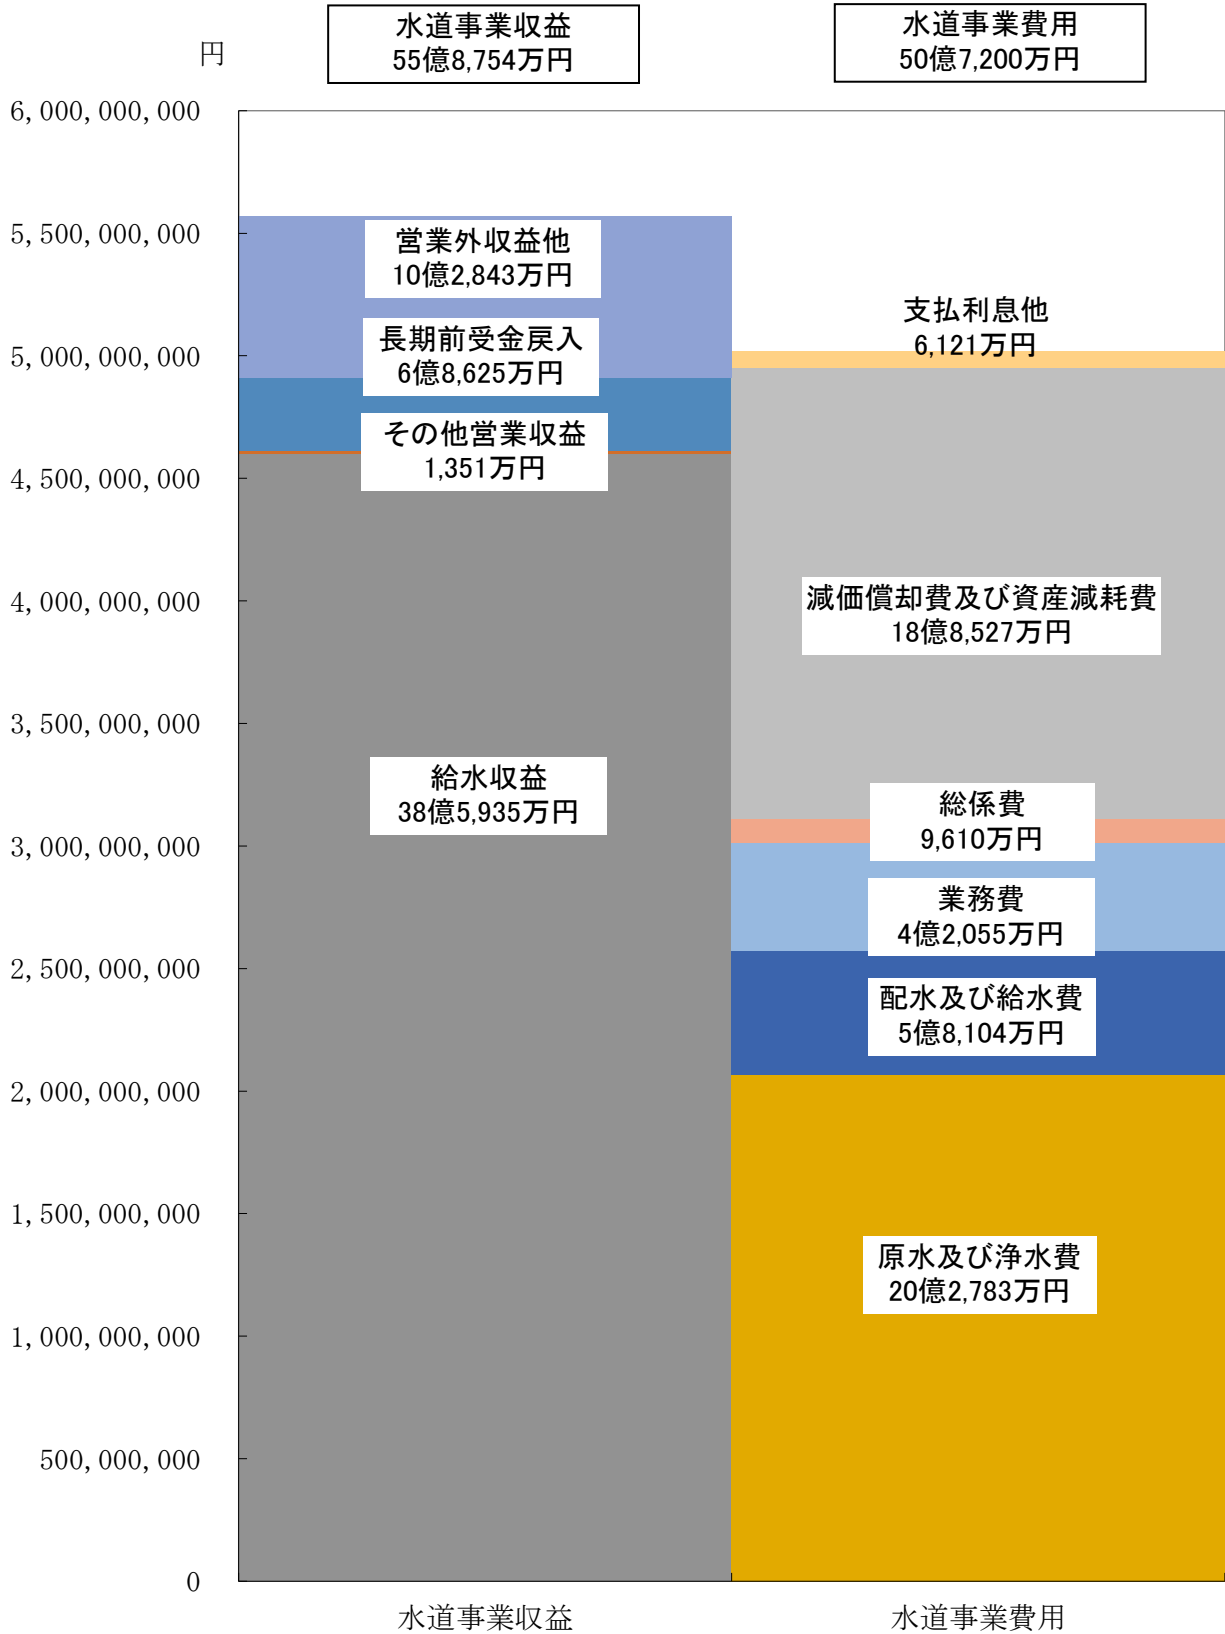 水道事業収益
55億8,754万円
水道事業費用
50億7,200万円
円
6,000,000,000
5,500,000,000
5,000,000,000
4,500,000,000
4,000,000,000
3,500,000,000
3,000,000,000
2,500,000,000
2,000,000,000
1,500,000,000
1,000,000,000
500,000,000
0
営業外収益他
10億2,843万円
長期前受金戻入
6億8,625万円
その他営業収益
1,351万円
給水収益
38億5,935万円
支払利息他
6,121万円
減価償却費及び資産減耗費
18億8,527万円
総係費
9,610万円
業務費
4億2,055万円
配水及び給水費
5億8,104万円
原水及び浄水費
20億2,783万円
水道事業収益
水道事業費用